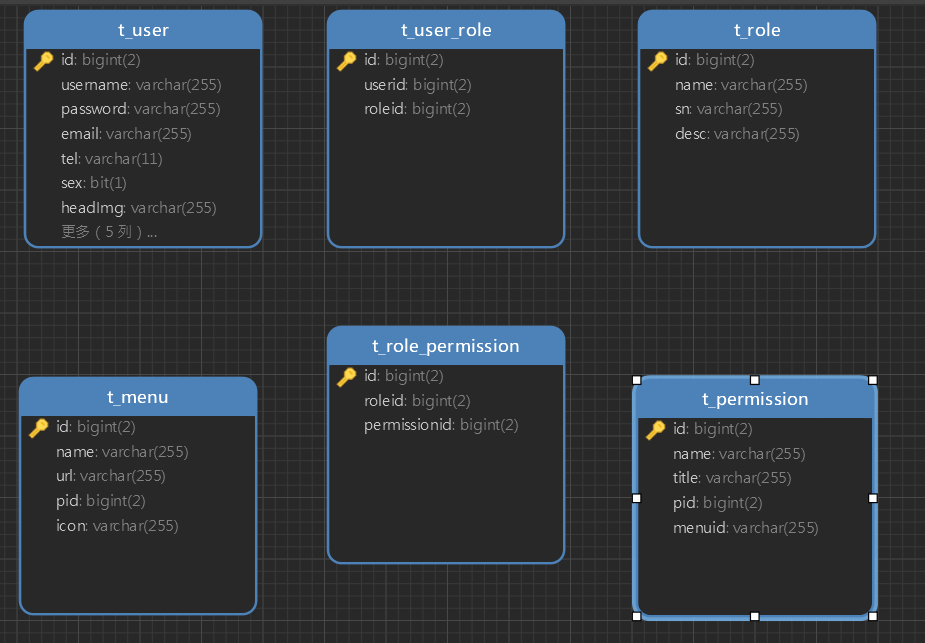 t_user
id: bigint(2)
username: varchar(255)
password: varchar(255)
email: varchar(255)
tel: varchar(11)
sex: bit(1)
headImg: varchar(255)
更多（5 列）...
t_user_role
id: bigint(2)
userid: bigint(2)
roleid: bigint(2)
t_role
id: bigint(2)
name: varchar(255)
sn: varchar(255)
desc: varchar(255)
t_menu
id: bigint(2)
name: varchar(255)
url: varchar(255)
pid: bigint(2)
icon: varchar(255)
t_role_permission
id: bigint(2)
roleid: bigint(2)
permissionid: bigint(2)
t_permission
id: bigint(2)
name: varchar(255)
title: varchar(255)
pid: bigint(2)
menuid: varchar(255)